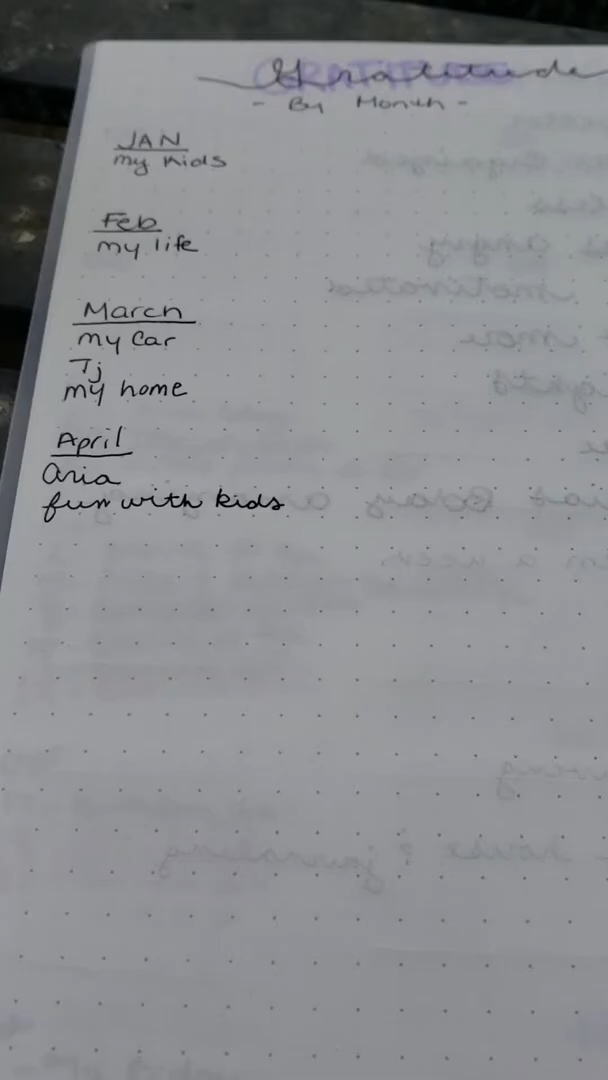 Gratitude
- By Month -
JAN
my kids
Feb
my life
March
my car
Tj
my home
April
aria
fun with kids